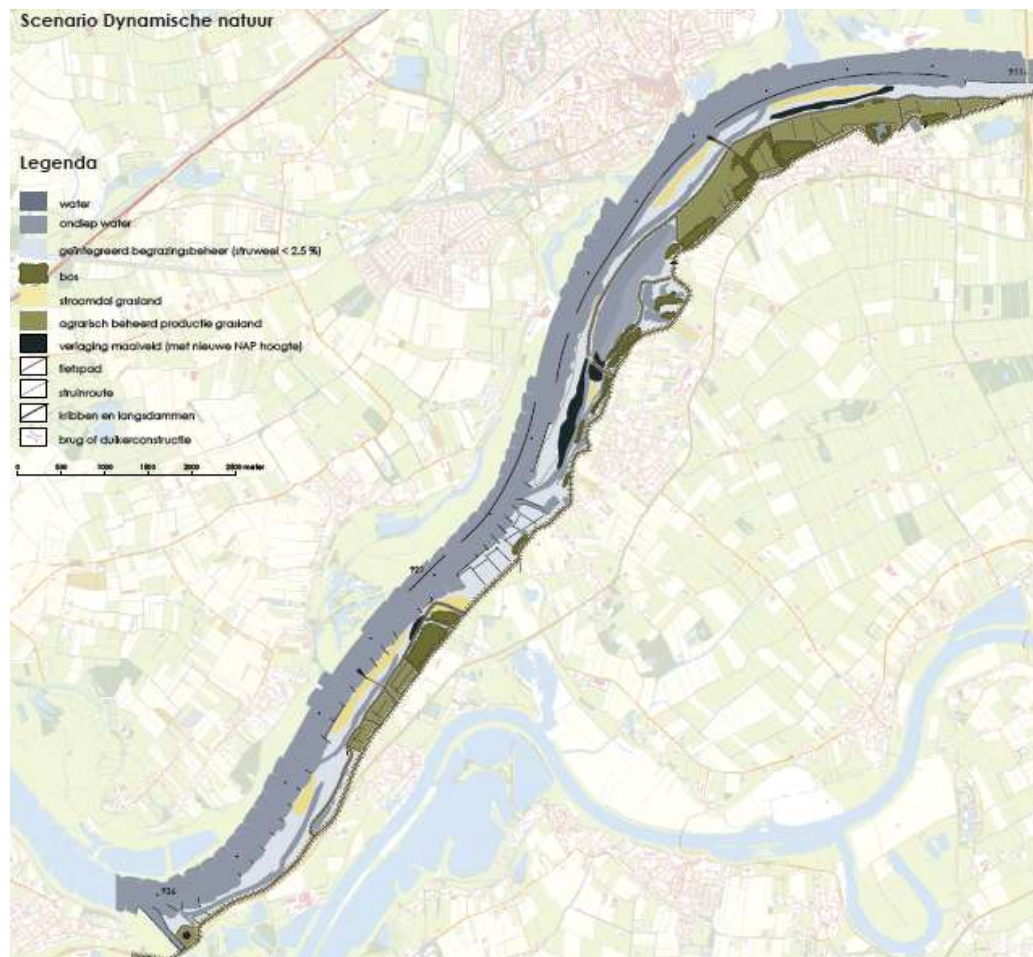 Scenario Dynamische natuur
Legenda
water
ondiep water
geïntegreerd begrazingsbeheer (struweel < 2.5 %)
bos
stroomdal grasland
agrarisch beheerd productie grasland
verlaging maaiveld (met nieuwe NAP hoogte)
fietspad
struinroute
kribben en langsdammen
brug of duikerconstructie
0 500 1000 1500 2000 2500 meter